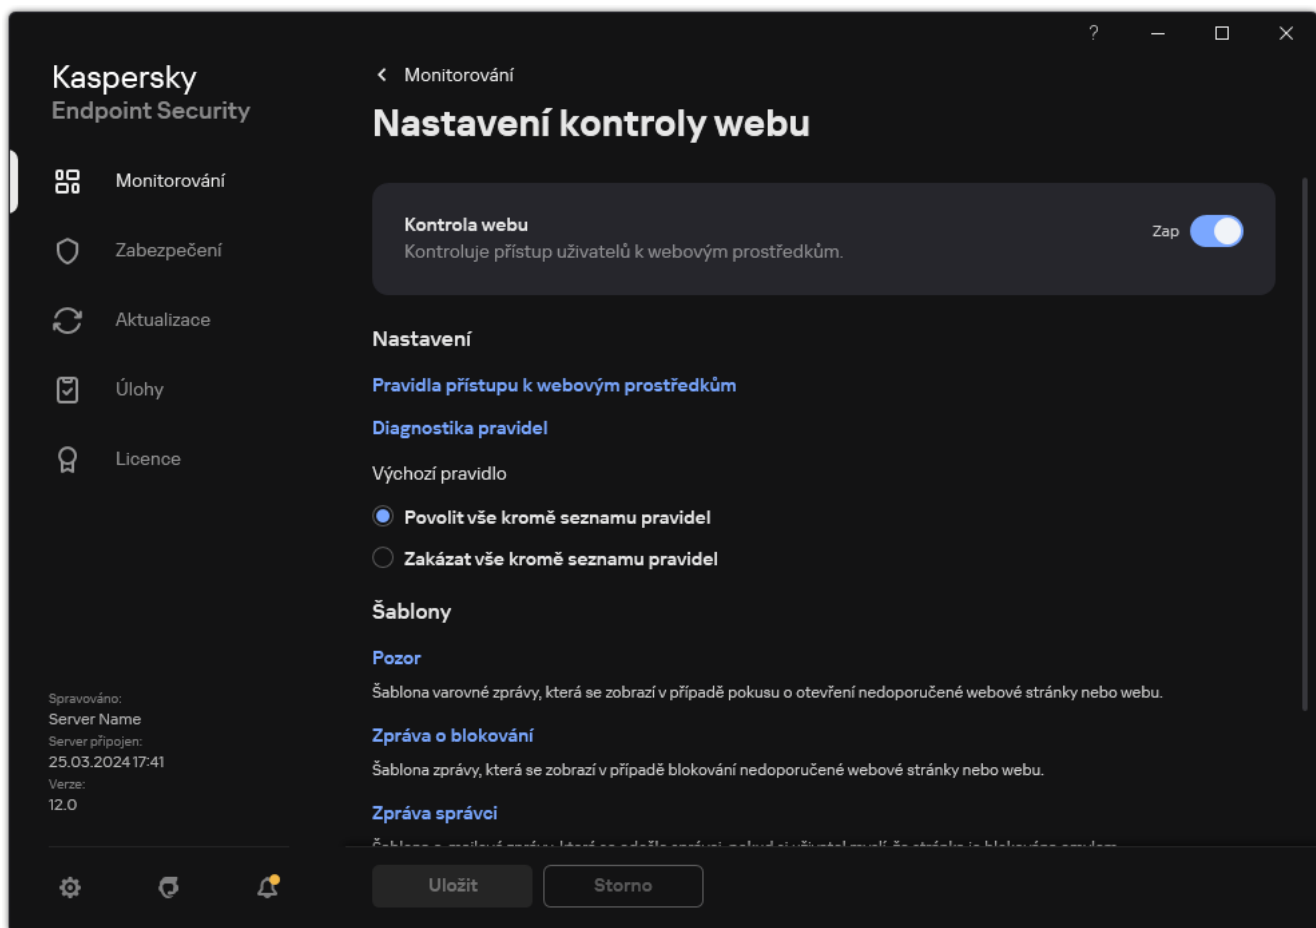 ?
Kaspersky
Endpoint Security
Monitorování
Zabezpečení
Aktualizace
Úlohy
Licence
Spravováno:
Server Name
Server připojen:
25.03.2024 17:41
Verze:
12.0
Monitorování
Nastavení kontroly webu
Kontrola webu
Kontroluje přístup uživatelů k webovým prostředkům.
Zap
Nastavení
Pravidla přístupu k webovým prostředkům
Diagnostika pravidel
Výchozí pravidlo
Povolit vše kromě seznamu pravidel
Zakázat vše kromě seznamu pravidel
Šablony
Pozor
Šablona varovné zprávy, která se zobrazí v případě pokusu o otevření nedoporučené webové stránky nebo webu.
Zpráva o blokování
Šablona zprávy, která se zobrazí v případě blokování nedoporučené webové stránky nebo webu.
Zpráva správci
Uložit
Storno